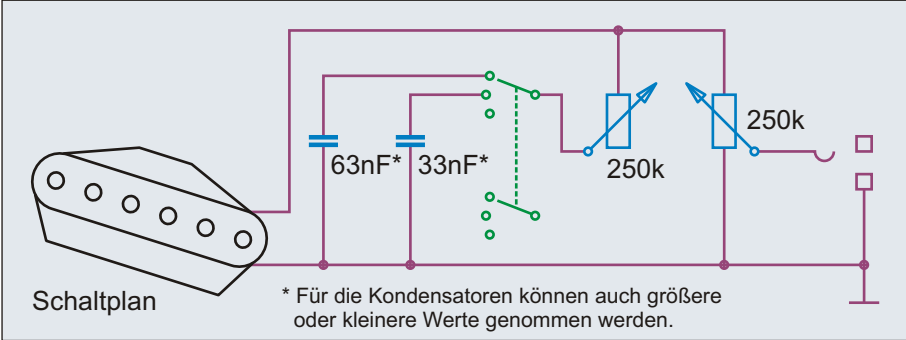 250k
63nF*
33nF*
250k
Schaltplan
* Für die Kondensatoren können auch größere
oder kleinere Werte genommen werden.